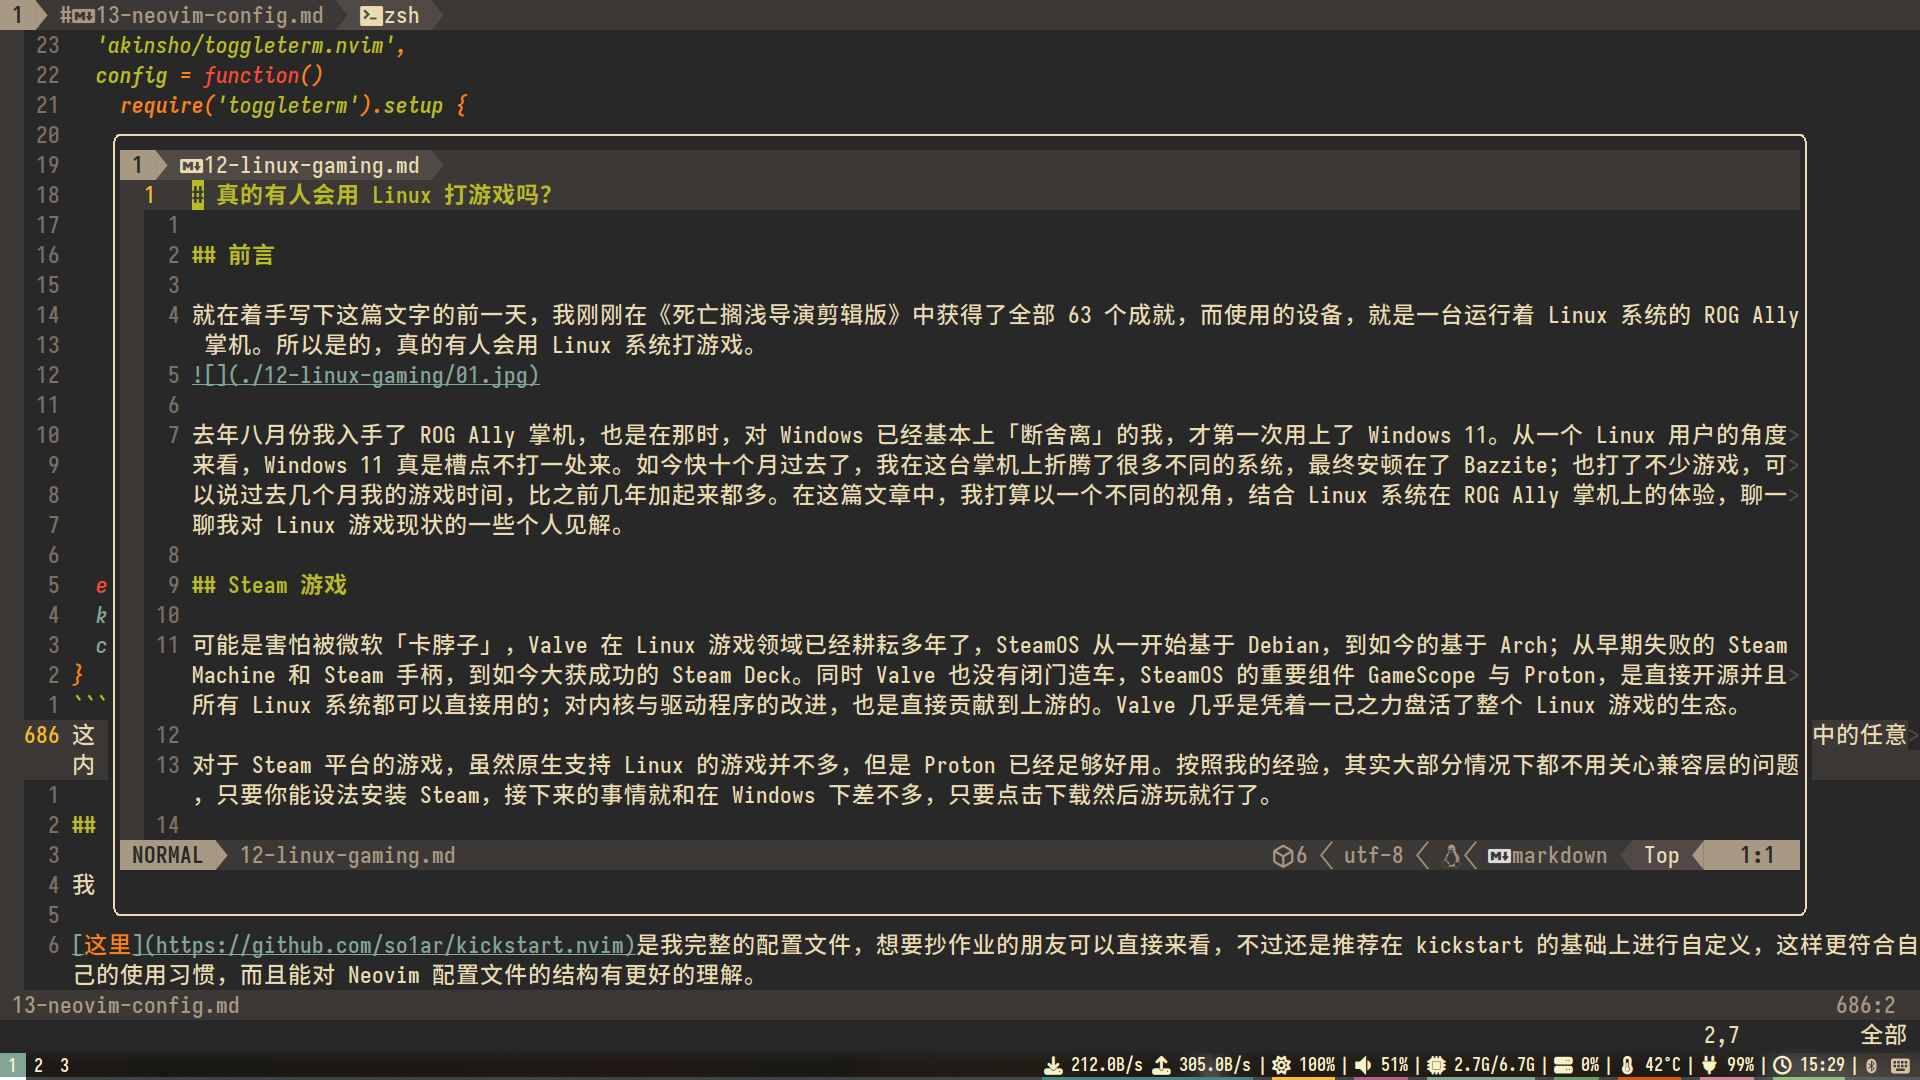 1 #13-neovim-config.md zsh
23 'akinsho/toggleterm.nvim',
22 config = function()
21 require('toggleterm').setup {
20
19 1 12-linux-gaming.md
18 1 # 真的有人会用 Linux 打游戏吗？
17 1
16 2 ## 前言
15 3
14 4 就在着手写下这篇文字的前一天，我刚刚在《死亡搁浅导演剪辑版》中获得了全部 63 个成就，而使用的设备，就是一台运行着 Linux 系统的 ROG Ally
13 掌机。所以是的，真的有人会用 Linux 系统打游戏。
12 5 ![](./12-linux-gaming/01.jpg)
11 6
10 7 去年八月份我入手了 ROG Ally 掌机，也是在那时，对 Windows 已经基本上「断舍离」的我，才第一次用上了 Windows 11。从一个 Linux 用户的角度>
9 来看，Windows 11 真是槽点不打一处来。如今快十个月过去了，我在这台掌机上折腾了很多不同的系统，最终安顿在了 Bazzite；也打了不少游戏，可>
8 以说过去几个月我的游戏时间，比之前几年加起来都多。在这篇文章中，我打算以一个不同的视角，结合 Linux 系统在 ROG Ally 掌机上的体验，聊一>
7 聊我对 Linux 游戏现状的一些个人见解。
6 8
5 e 9 ## Steam 游戏
4 k 10
3 c 11 可能是害怕被微软「卡脖子」，Valve 在 Linux 游戏领域已经耕耘多年了，SteamOS 从一开始基于 Debian，到如今的基于 Arch；从早期失败的 Steam
2 } Machine 和 Steam 手柄，到如今大获成功的 Steam Deck。同时 Valve 也没有闭门造车，SteamOS 的重要组件 GameScope 与 Proton，是直接开源并且>
1 ``` 所有 Linux 系统都可以直接用的；对内核与驱动程序的改进，也是直接贡献到上游的。Valve 几乎是凭着一己之力盘活了整个 Linux 游戏的生态。
686 这 12 中的任意>
内 13 对于 Steam 平台的游戏，虽然原生支持 Linux 的游戏并不多，但是 Proton 已经足够好用。按照我的经验，其实大部分情况下都不用关心兼容层的问题
1 ，只要你能设法安装 Steam，接下来的事情就和在 Windows 下差不多，只要点击下载然后游玩就行了。
2 ## 14
3 NORMAL 12-linux-gaming.md 6 utf-8 markdown Top 1:1
4 我
5
6 [这里](https://github.com/so1ar/kickstart.nvim)是我完整的配置文件，想要抄作业的朋友可以直接来看，不过还是推荐在 kickstart 的基础上进行自定义，这样更符合自
己的使用习惯，而且能对 Neovim 配置文件的结构有更好的理解。
13-neovim-config.md 686:2
2,7 全部
1 2 3 212.0B/s 305.0B/s | 100% | 51% | 2.7G/6.7G | 0% | 42°C | 99% | 15:29 |